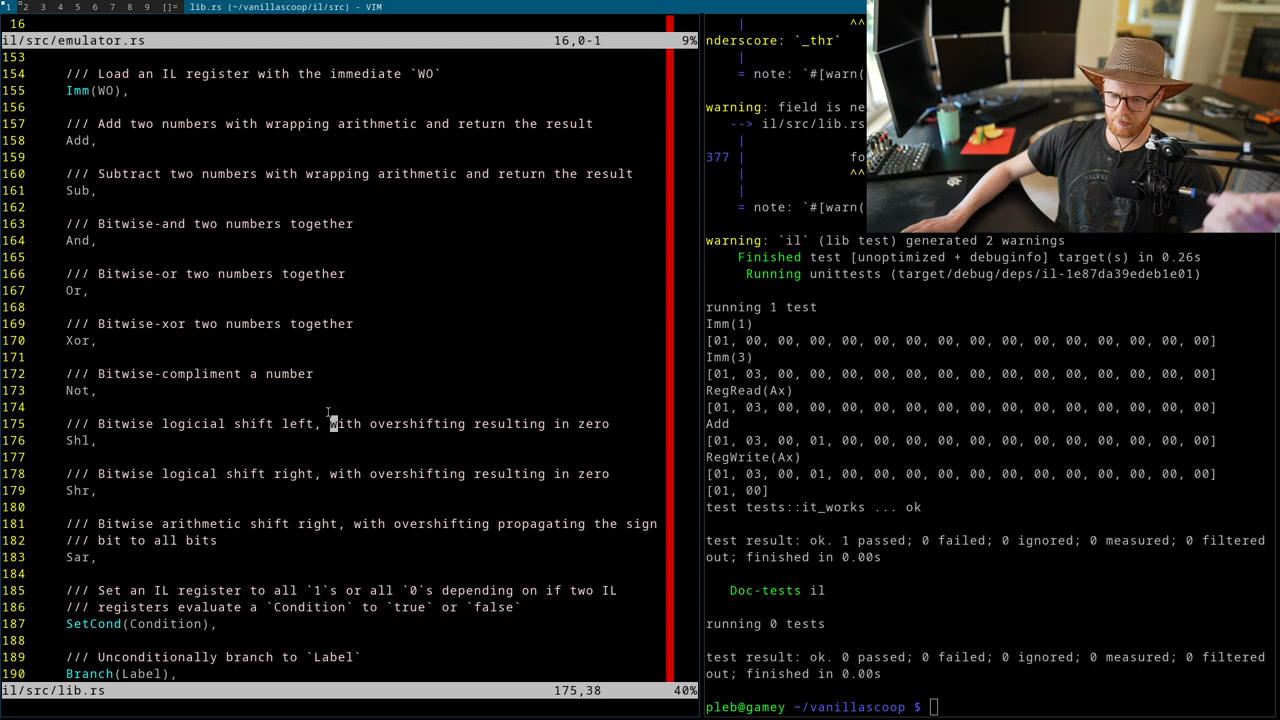 1 2 3 4 5 6 7 8 9 []= lib.rs (~/vanillascoop/il/src) - VIM
16
il/src/emulator.rs 16,0-1 9%
153
154 /// Load an IL register with the immediate `WO`
155 Imm(WO),
156
157 /// Add two numbers with wrapping arithmetic and return the result
158 Add,
159
160 /// Subtract two numbers with wrapping arithmetic and return the result
161 Sub,
162
163 /// Bitwise-and two numbers together
164 And,
165
166 /// Bitwise-or two numbers together
167 Or,
168
169 /// Bitwise-xor two numbers together
170 Xor,
171
172 /// Bitwise-compliment a number
173 Not,
174
175 /// Bitwise logicial shift left, with overshifting resulting in zero
176 Shl,
177
178 /// Bitwise logical shift right, with overshifting resulting in zero
179 Shr,
180
181 /// Bitwise arithmetic shift right, with overshifting propagating the sign
182 /// bit to all bits
183 Sar,
184
185 /// Set an IL register to all `1`s or all `0`s depending on if two IL
186 /// registers evaluate a `Condition` to `true` or `false`
187 SetCond(Condition),
188
189 /// Unconditionally branch to `Label`
190 Branch(Label),
il/src/lib.rs 175,38 40%
| ^^
nderscore: `_thr`
|
= note: `#[warn(
warning: field is ne
--> il/src/lib.rs
|
377 | fo
| ^^
|
= note: `#[warn(
warning: `il` (lib test) generated 2 warnings
Finished test [unoptimized + debuginfo] target(s) in 0.26s
Running unittests (target/debug/deps/il-1e87da39edeb1e01)
running 1 test
Imm(1)
[01, 00, 00, 00, 00, 00, 00, 00, 00, 00, 00, 00, 00, 00, 00, 00]
Imm(3)
[01, 03, 00, 00, 00, 00, 00, 00, 00, 00, 00, 00, 00, 00, 00, 00]
RegRead(Ax)
[01, 03, 00, 00, 00, 00, 00, 00, 00, 00, 00, 00, 00, 00, 00, 00]
Add
[01, 03, 00, 01, 00, 00, 00, 00, 00, 00, 00, 00, 00, 00, 00, 00]
RegWrite(Ax)
[01, 03, 00, 01, 00, 00, 00, 00, 00, 00, 00, 00, 00, 00, 00, 00]
[01, 00]
test tests::it_works ... ok
test result: ok. 1 passed; 0 failed; 0 ignored; 0 measured; 0 filtered
out; finished in 0.00s
Doc-tests il
running 0 tests
test result: ok. 0 passed; 0 failed; 0 ignored; 0 measured; 0 filtered
out; finished in 0.00s
pleb@gamey ~/vanillascoop $